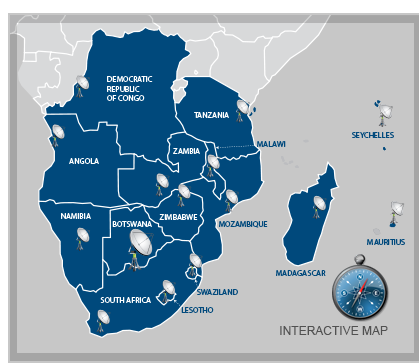 DEMOCRATIC
REPUBLIC
OF CONGO
TANZANIA
SEYCHELLES
MALAWI
ZAMBIA
ANGOLA
NAMIBIA
BOTSWANA
ZIMBABWE
MOZAMBIQUE
MAURITIUS
MADAGASCAR
SWAZILAND
SOUTH AFRICA
LESOTHO
INTERACTIVE MAP